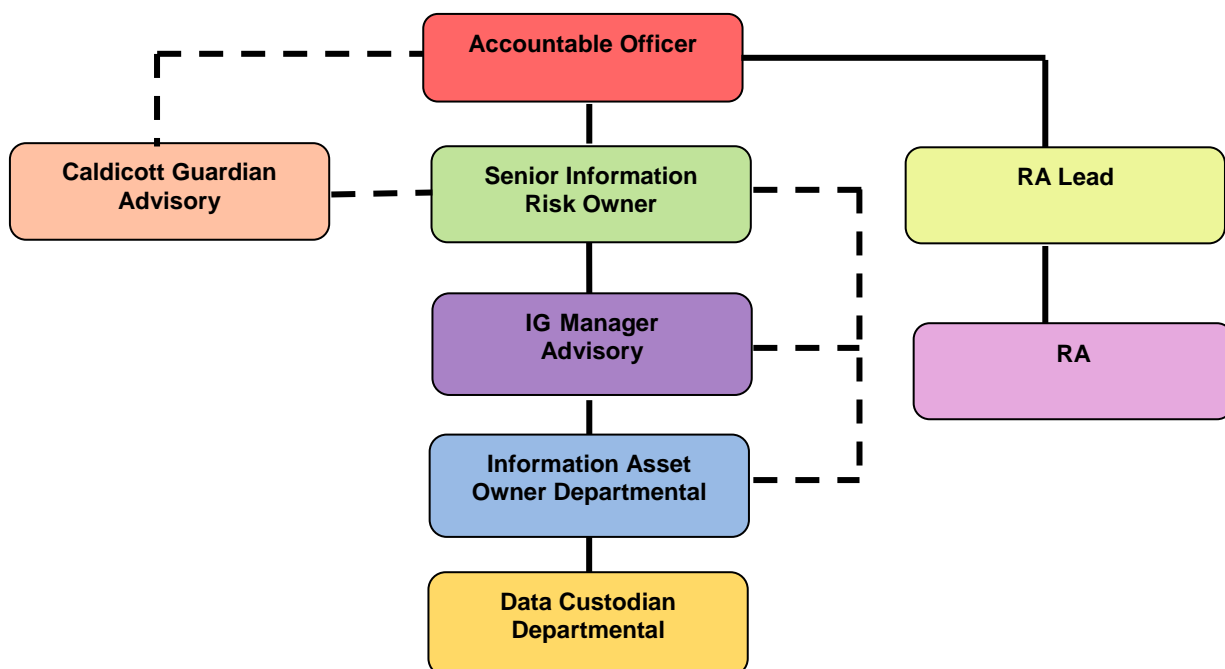 Accountable Officer
Caldicott Guardian
Advisory
Senior Information
Risk Owner
RA Lead
IG Manager
Advisory
RA
Information Asset
Owner Departmental
Data Custodian
Departmental